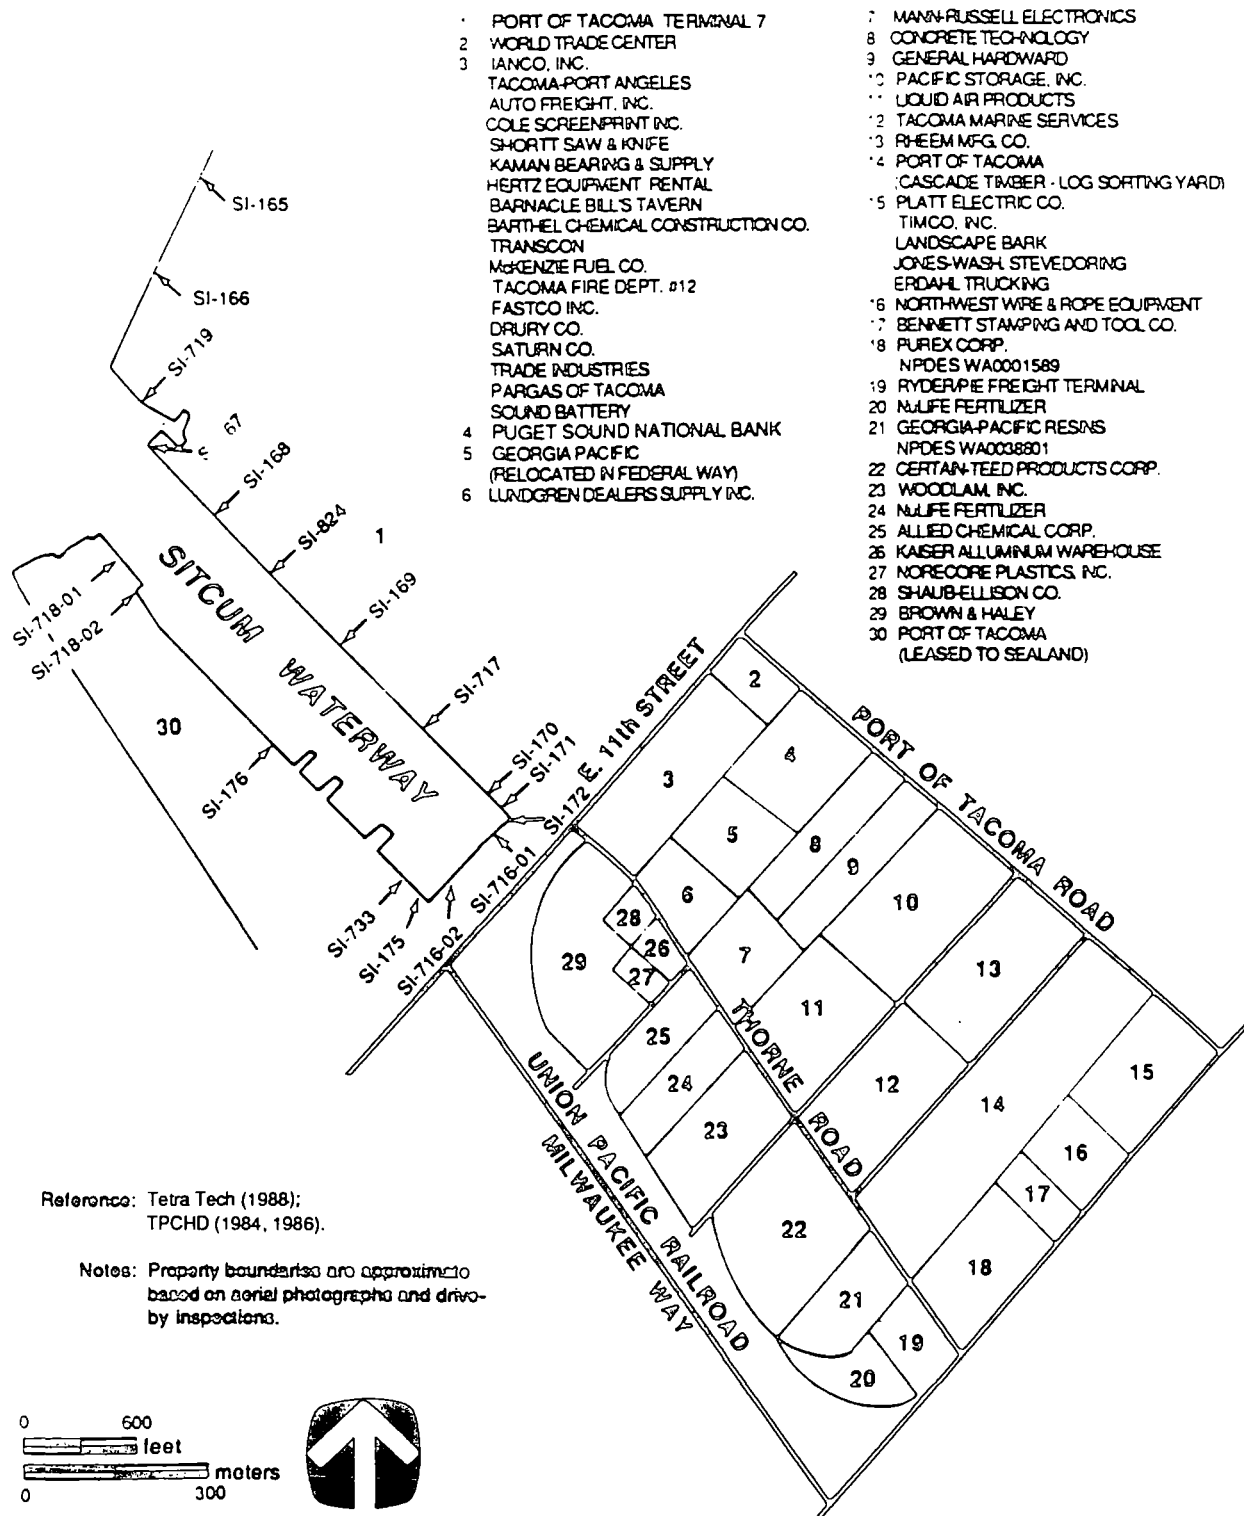 1 PORT OF TACOMA TERMINAL 7
2 WORLD TRADE CENTER
3 IANCO, INC.
TACOMA-PORT ANGELES
AUTO FREIGHT, INC.
COLE SCREENPRINT INC.
SHORTT SAW & KNIFE
KAMAN BEARING & SUPPLY
HERTZ EQUIPMENT RENTAL
BARNACLE BILL'S TAVERN
BARTHEL CHEMICAL CONSTRUCTION CO.
TRANSCON
McKENZIE FUEL CO.
TACOMA FIRE DEPT. #12
FASTCO INC.
DRURY CO.
SATURN CO.
TRADE INDUSTRIES
PARGAS OF TACOMA
SOUND BATTERY
4 PUGET SOUND NATIONAL BANK
5 GEORGIA PACIFIC
(RELOCATED IN FEDERAL WAY)
6 LUNDGREN DEALERS SUPPLY INC.
7 MANN-RUSSELL ELECTRONICS
8 CONCRETE TECHNOLOGY
9 GENERAL HARDWARD
10 PACIFIC STORAGE, INC.
11 LIQUID AIR PRODUCTS
12 TACOMA MARINE SERVICES
13 RHEEM MFG. CO.
14 PORT OF TACOMA
(CASCADE TIMBER - LOG SORTING YARD)
15 PLATT ELECTRIC CO.
TIMCO, INC.
LANDSCAPE BARK
JONES-WASH. STEVEDORING
ERDAHL TRUCKING
16 NORTHWEST WIRE & ROPE EQUIPMENT
17 BENNETT STAMPING AND TOOL CO.
18 PUREX CORP.
NPDES WA0001589
19 RYDER/PIE FREIGHT TERMINAL
20 NuLIFE FERTILIZER
21 GEORGIA-PACIFIC RESINS
NPDES WA0038801
22 CERTAIN-TEED PRODUCTS CORP.
23 WOODLAM, INC.
24 NuLIFE FERTILIZER
25 ALLIED CHEMICAL CORP.
26 KAISER ALLUMINUM WAREHOUSE
27 NORECORE PLASTICS, INC.
28 SHAUB-ELLISON CO.
29 BROWN & HALEY
30 PORT OF TACOMA
(LEASED TO SEALAND)
SI-165
SI-166
SI-719
67
SI-168
SI-824
1
SI-169
SI-717
SI-170
SI-171
SI-172
SI-718-01
SI-718-02
SITCUM WATERWAY
30
SI-176
SI-733
SI-175
SI-716-02
SI-716-01
E. 11th STREET
PORT OF TACOMA ROAD
THORNE ROAD
UNION PACIFIC RAILROAD
MILWAUKEE WAY
2
3
4
5
6
7
8
9
10
11
12
13
14
15
16
17
18
19
20
21
22
23
24
25
26
27
28
29
Reference: Tetra Tech (1988);
TPCHD (1984, 1986).
Notes: Property boundaries are approximate
based on aerial photographs and drive-
by inspections.
0 600
feet
meters
0 300